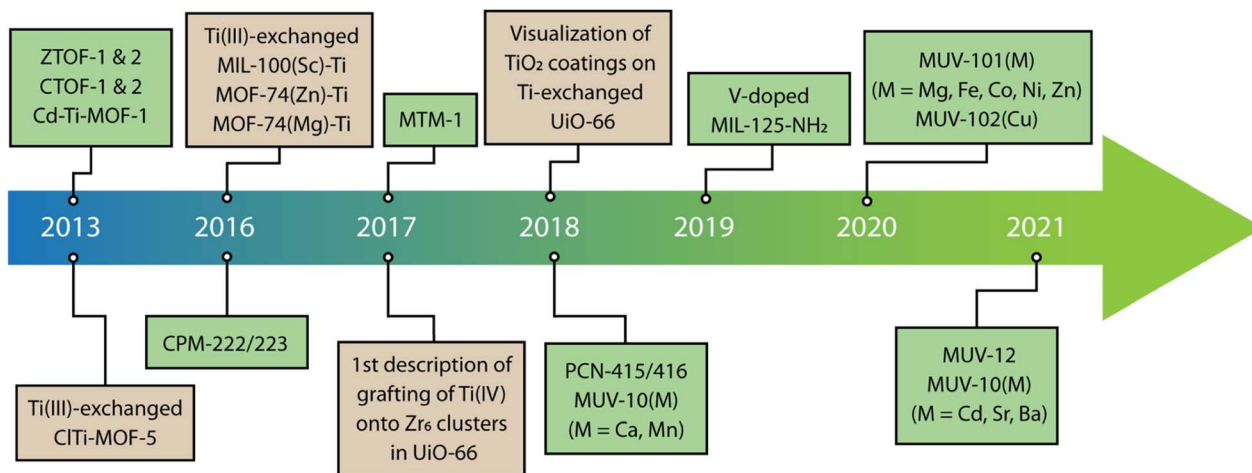 ZTOF-1 & 2
CTOF-1 & 2
Cd-Ti-MOF-1
Ti(III)-exchanged
MIL-100(Sc)-Ti
MOF-74(Zn)-Ti
MOF-74(Mg)-Ti
MTM-1
Visualization of
TiO₂ coatings on
Ti-exchanged
UiO-66
V-doped
MIL-125-NH₂
MUV-101(M)
(M = Mg, Fe, Co, Ni, Zn)
MUV-102(Cu)
2013 2016 2017 2018 2019 2020 2021
Ti(III)-exchanged
ClTi-MOF-5
CPM-222/223
1st description of
grafting of Ti(IV)
onto Zr₆ clusters
in UiO-66
PCN-415/416
MUV-10(M)
(M = Ca, Mn)
MUV-12
MUV-10(M)
(M = Cd, Sr, Ba)